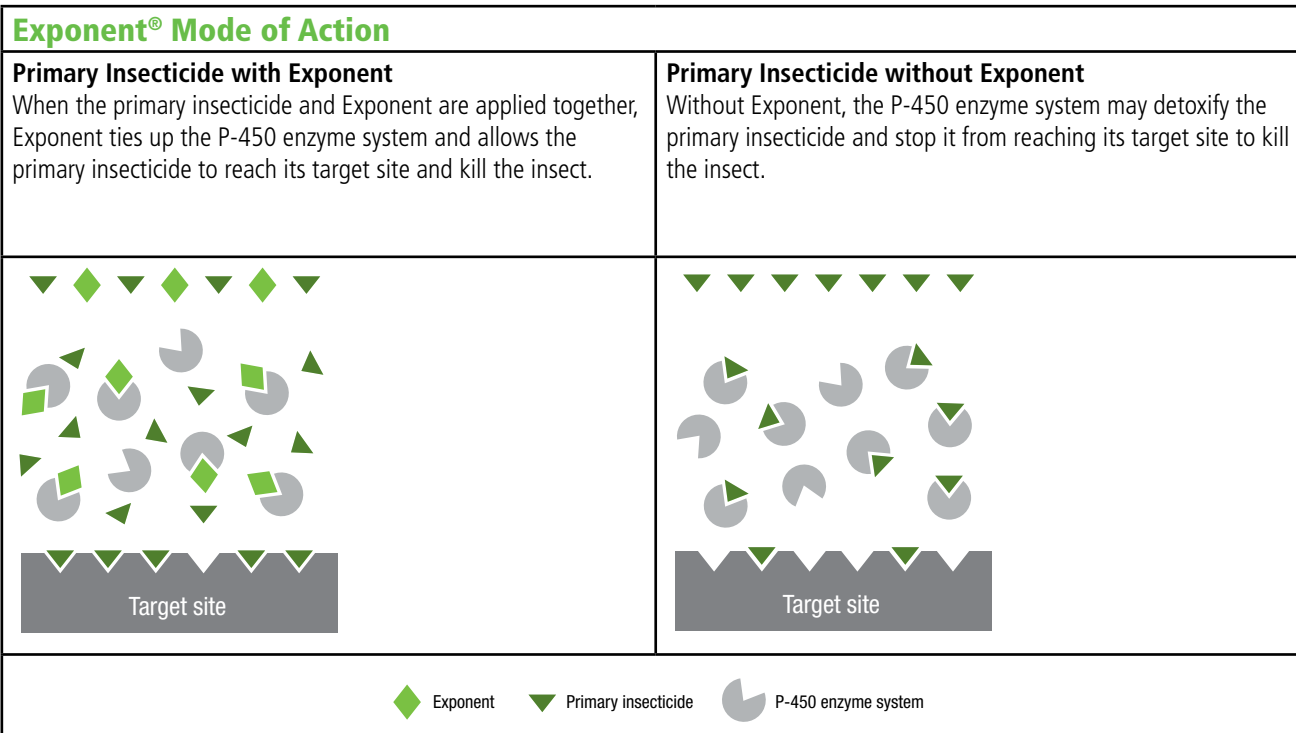 Exponent® Mode of Action
Primary Insecticide with Exponent
When the primary insecticide and Exponent are applied together,
Exponent ties up the P-450 enzyme system and allows the
primary insecticide to reach its target site and kill the insect.
Primary Insecticide without Exponent
Without Exponent, the P-450 enzyme system may detoxify the
primary insecticide and stop it from reaching its target site to kill
the insect.
Target site
Target site
Exponent
Primary insecticide
P-450 enzyme system